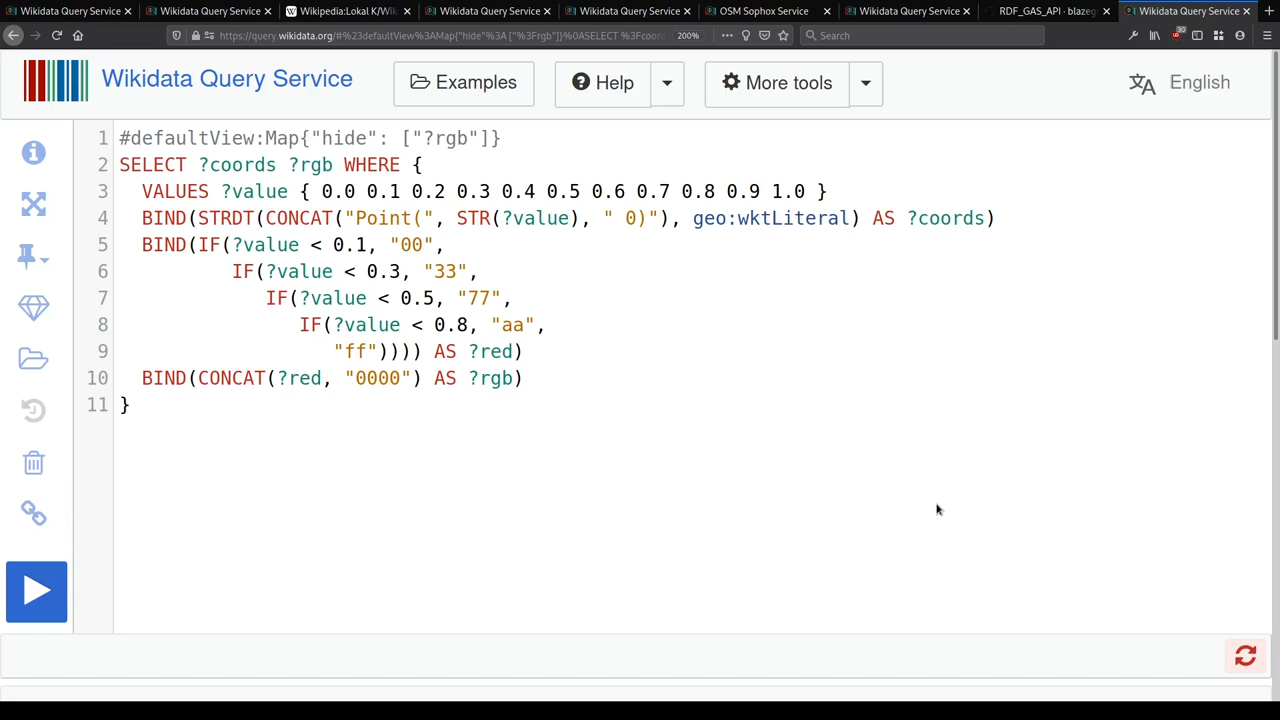 Wikidata Query Service
Wikidata Query Service
Wikipedia:Lokal K/Wik
Wikidata Query Service
Wikidata Query Service
OSM Sophox Service
Wikidata Query Service
RDF_GAS_API · blazegr
Wikidata Query Service
https://query.wikidata.org/#%23defaultView%3AMap{"hide"%3A ["%3Frgb"]}%0ASELECT %3Fcoor
200%
Search
30
Wikidata Query Service
Examples
Help
More tools
English
1 #defaultView:Map{"hide": ["?rgb"]}
2 SELECT ?coords ?rgb WHERE {
3 VALUES ?value { 0.0 0.1 0.2 0.3 0.4 0.5 0.6 0.7 0.8 0.9 1.0 }
4 BIND(STRDT(CONCAT("Point(", STR(?value), " 0)"), geo:wktLiteral) AS ?coords)
5 BIND(IF(?value < 0.1, "00",
6 IF(?value < 0.3, "33",
7 IF(?value < 0.5, "77",
8 IF(?value < 0.8, "aa",
9 "ff")))) AS ?red)
10 BIND(CONCAT(?red, "0000") AS ?rgb)
11 }